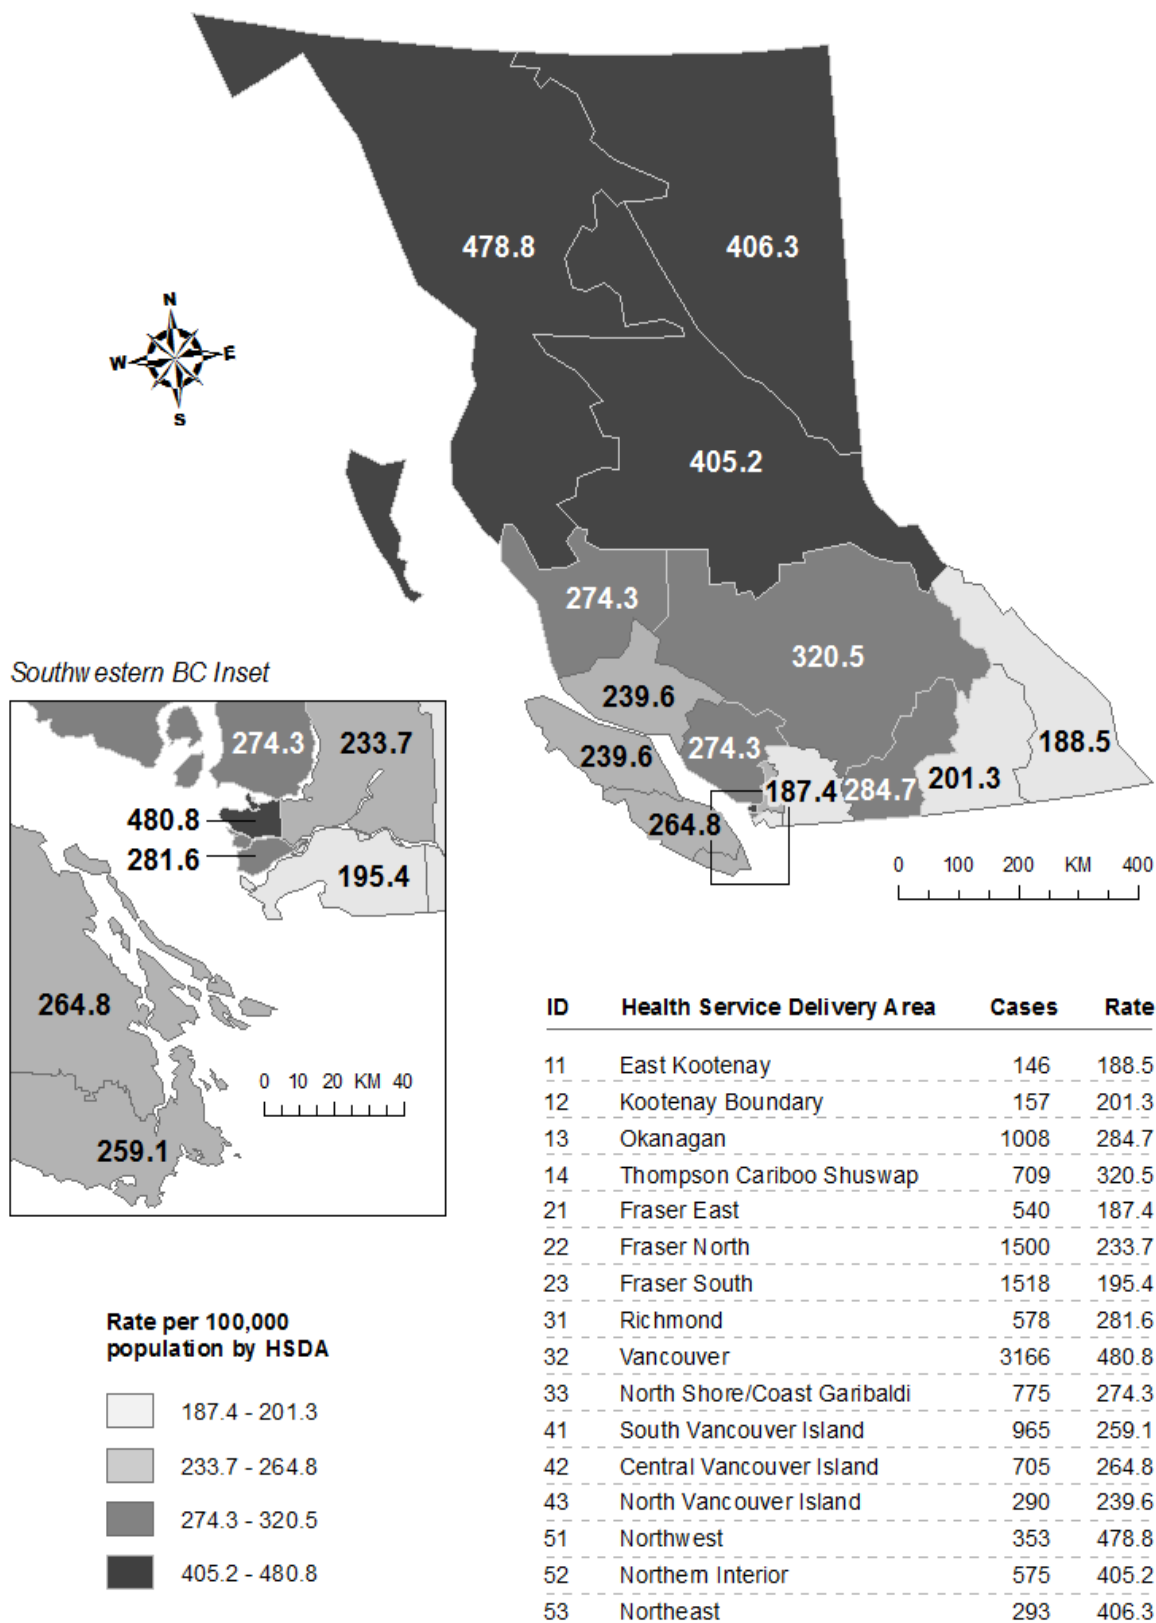 478.8
406.3
N
W E
S
405.2
274.3
320.5
Southwestern BC Inset
239.6
274.3
233.7
274.3
188.5
239.6
201.3
187.4
284.7
480.8
264.8
281.6
195.4
0 100 200 KM 400
264.8
ID Health Service Delivery Area Cases Rate
11 East Kootenay 146 188.5
0 10 20 KM 40
12 Kootenay Boundary 157 201.3
259.1
13 Okanagan 1008 284.7
14 Thompson Cariboo Shuswap 709 320.5
21 Fraser East 540 187.4
22 Fraser North 1500 233.7
23 Fraser South 1518 195.4
Rate per 100,000
population by HSDA
31 Richmond 578 281.6
32 Vancouver 3166 480.8
187.4 - 201.3
33 North Shore/Coast Garibaldi 775 274.3
41 South Vancouver Island 965 259.1
233.7 - 264.8
42 Central Vancouver Island 705 264.8
43 North Vancouver Island 290 239.6
274.3 - 320.5
51 Northwest 353 478.8
405.2 - 480.8
52 Northern Interior 575 405.2
53 Northeast 293 406.3